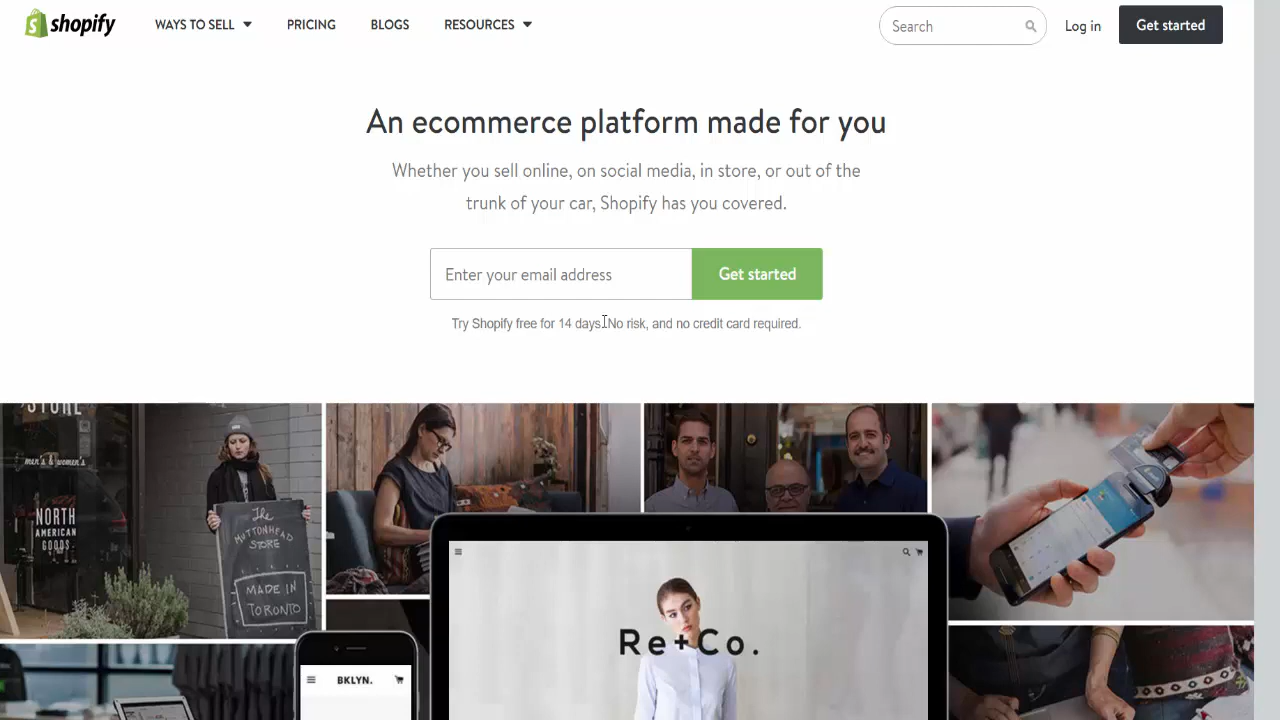 shopify
WAYS TO SELL
PRICING
BLOGS
RESOURCES
Search
Log in
Get started
An ecommerce platform made for you
Whether you sell online, on social media, in store, or out of the
trunk of your car, Shopify has you covered.
Enter your email address
Get started
Try Shopify free for 14 days. No risk, and no credit card required.
STORE
men's & women's
NORTH
AMERICAN
GOODS
The
MUTTONHEAD
STORE
MADE IN
TORONTO
Re+Co.
BKLYN.